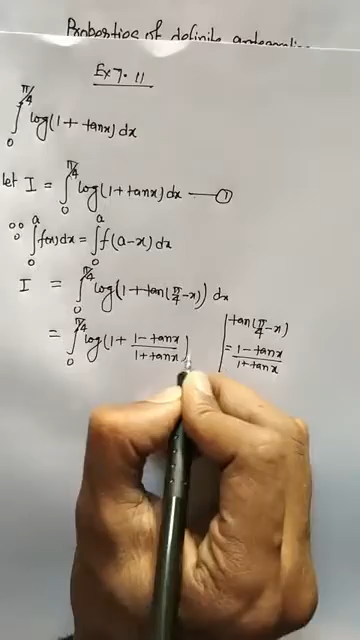 Properties of definite integrals
Ex 7.11
∫₀^{π/4} log(1 + tanx) dx
let I = ∫₀^{π/4} log(1 + tanx) dx —— ①
∵ ∫₀^a f(x) dx = ∫₀^a f(a-x) dx
I = ∫₀^{π/4} log(1 + tan(π/4 - x)) dx
= ∫₀^{π/4} log(1 + (1 - tanx)/(1 + tanx))
tan(π/4 - x)
= (1 - tanx)/(1 + tanx)